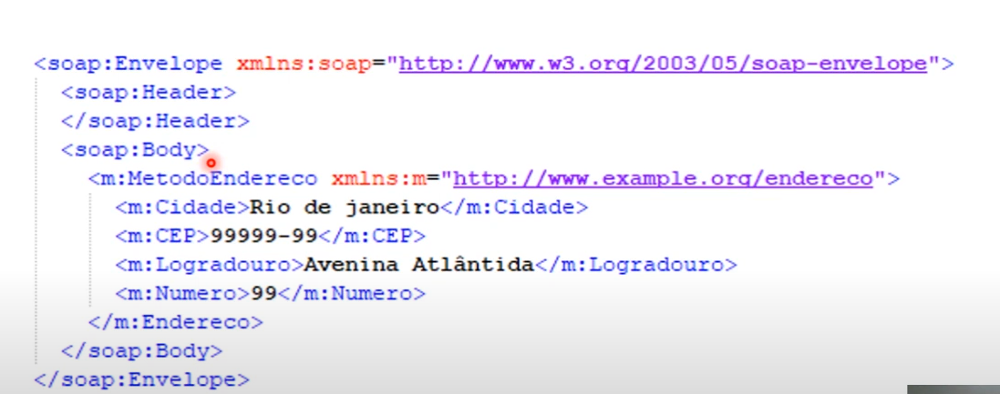 <soap:Envelope xmlns:soap="http://www.w3.org/2003/05/soap-envelope">
<soap:Header>
</soap:Header>
<soap:Body>
<m:MetodoEndereco xmlns:m="http://www.example.org/endereco">
<m:Cidade>Rio de janeiro</m:Cidade>
<m:CEP>99999-99</m:CEP>
<m:Logradouro>Avenina Atlântida</m:Logradouro>
<m:Numero>99</m:Numero>
</m:Endereco>
</soap:Body>
</soap:Envelope>